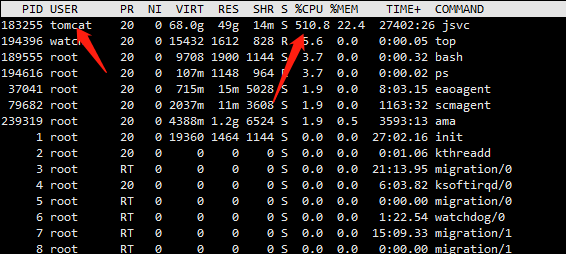 PID USER PR NI VIRT RES SHR S %CPU %MEM TIME+ COMMAND
183255 tomcat 20 0 68.0g 49g 14m S 510.8 22.4 27402:26 jsvc
194396 watc 20 0 15432 1612 828 R 5.6 0.0 0:00.05 top
189555 root 20 0 9708 1900 1144 S 3.7 0.0 0:00.32 bash
194616 root 20 0 107m 1148 964 3.7 0.0 0:00.02 ps
37041 root 20 0 715m 15m 5028 S 1.9 0.0 8:03.15 eaoagent
79682 root 20 0 2037m 11m 3608 S 1.9 0.0 1163:32 scmagent
239319 root 20 0 4388m 1.2g 6524 S 1.9 0.5 3593:13 ama
1 root 20 0 19360 1464 1144 S 0.0 0.0 27:02.16 init
2 root 20 0 0 0 0 S 0.0 0.0 0:01.06 kthreadd
3 root RT 0 0 0 0 S 0.0 0.0 21:13.95 migration/0
4 root 20 0 0 0 0 S 0.0 0.0 6:03.82 ksoftirqd/0
5 root RT 0 0 0 0 S 0.0 0.0 0:00.00 migration/0
6 root RT 0 0 0 0 S 0.0 0.0 1:22.54 watchdog/0
7 root RT 0 0 0 0 S 0.0 0.0 15:09.33 migration/1
8 root RT 0 0 0 0 S 0.0 0.0 0:00.00 migration/1